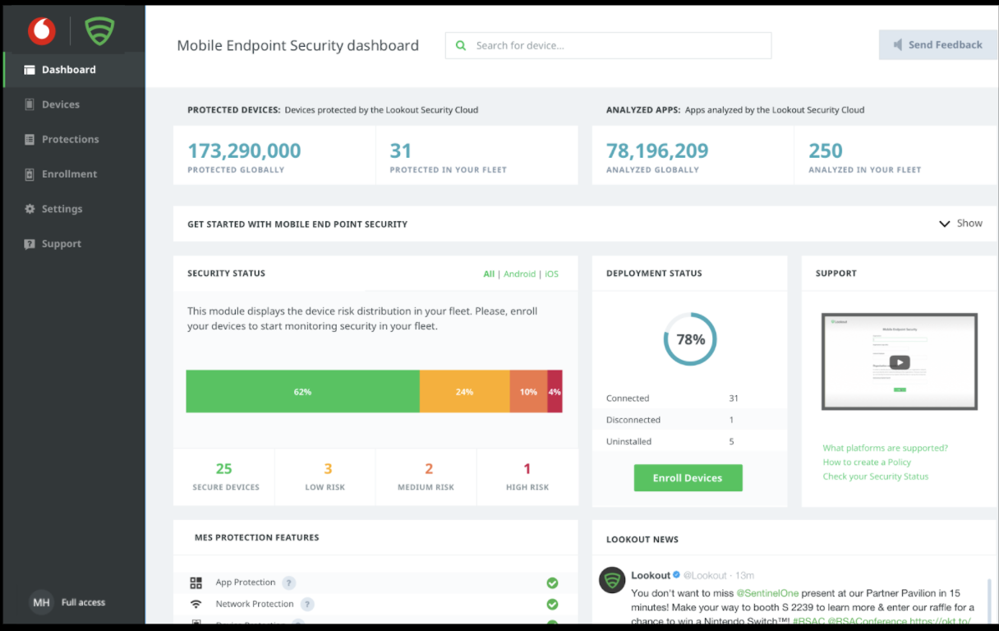 Mobile Endpoint Security dashboard
Search for device...
Send Feedback
Dashboard
Devices
Protections
Enrollment
Settings
Support
MH Full access
PROTECTED DEVICES: Devices protected by the Lookout Security Cloud
173,290,000
PROTECTED GLOBALLY
31
PROTECTED IN YOUR FLEET
ANALYZED APPS: Apps analyzed by the Lookout Security Cloud
78,196,209
ANALYZED GLOBALLY
250
ANALYZED IN YOUR FLEET
GET STARTED WITH MOBILE END POINT SECURITY
Show
SECURITY STATUS
All | Android | iOS
This module displays the device risk distribution in your fleet. Please, enroll
your devices to start monitoring security in your fleet.
62% 24% 10% 4%
25
SECURE DEVICES
3
LOW RISK
2
MEDIUM RISK
1
HIGH RISK
DEPLOYMENT STATUS
78%
Connected 31
Disconnected 1
Uninstalled 5
Enroll Devices
SUPPORT
Lookout
Mobile Endpoint Security
What platforms are supported?
How to create a Policy
Check your Security Status
MES PROTECTION FEATURES
App Protection ?
Network Protection ?
Device Protection
LOOKOUT NEWS
Lookout @Lookout · 13m
You don't want to miss @SentinelOne present at our Partner Pavilion in 15
minutes! Make your way to booth S 2239 to learn more & enter our raffle for a
chance to win a Nintendo Switch™! #RSAC @RSAConference https://okt.to/